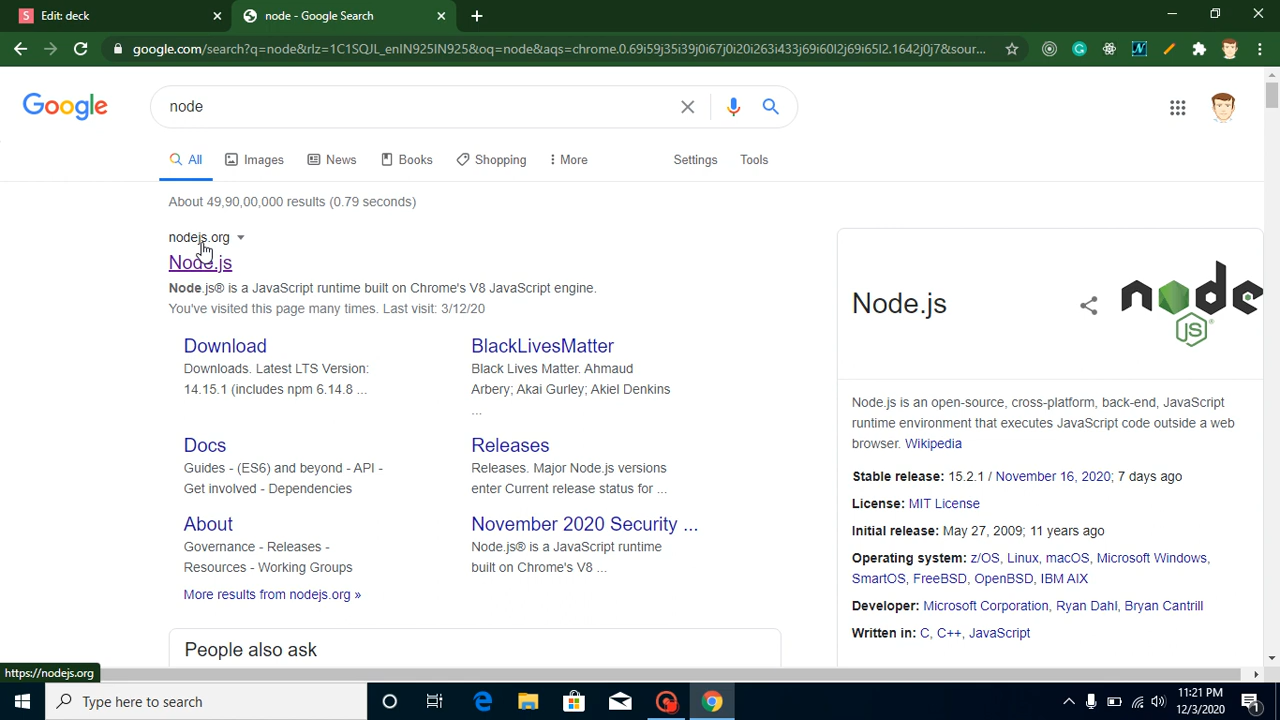 Edit: deck
node - Google Search
google.com/search?q=node&rlz=1C1SQJL_enIN925IN925&oq=node&aqs=chrome.0.69i59j35i39j0i67j0i20i263i433j69i60l2j69i65l2.1642j0j7&sour...
Google
node
All Images News Books Shopping More Settings Tools
About 49,90,00,000 results (0.79 seconds)
nodejs.org
Node.js
Node.js® is a JavaScript runtime built on Chrome's V8 JavaScript engine.
You've visited this page many times. Last visit: 3/12/20
Download
Downloads. Latest LTS Version:
14.15.1 (includes npm 6.14.8 ...
BlackLivesMatter
Black Lives Matter. Ahmaud
Arbery; Akai Gurley; Akiel Denkins
...
Docs
Guides - (ES6) and beyond - API -
Get involved - Dependencies
Releases
Releases. Major Node.js versions
enter Current release status for ...
About
Governance - Releases -
Resources - Working Groups
November 2020 Security ...
Node.js® is a JavaScript runtime
built on Chrome's V8 ...
More results from nodejs.org »
People also ask
Node.js
node
JS
Node.js is an open-source, cross-platform, back-end, JavaScript
runtime environment that executes JavaScript code outside a web
browser. Wikipedia
Stable release: 15.2.1 / November 16, 2020; 7 days ago
License: MIT License
Initial release: May 27, 2009; 11 years ago
Operating system: z/OS, Linux, macOS, Microsoft Windows,
SmartOS, FreeBSD, OpenBSD, IBM AIX
Developer: Microsoft Corporation, Ryan Dahl, Bryan Cantrill
Written in: C, C++, JavaScript
https://nodejs.org
Type here to search
11:21 PM
12/3/2020
1